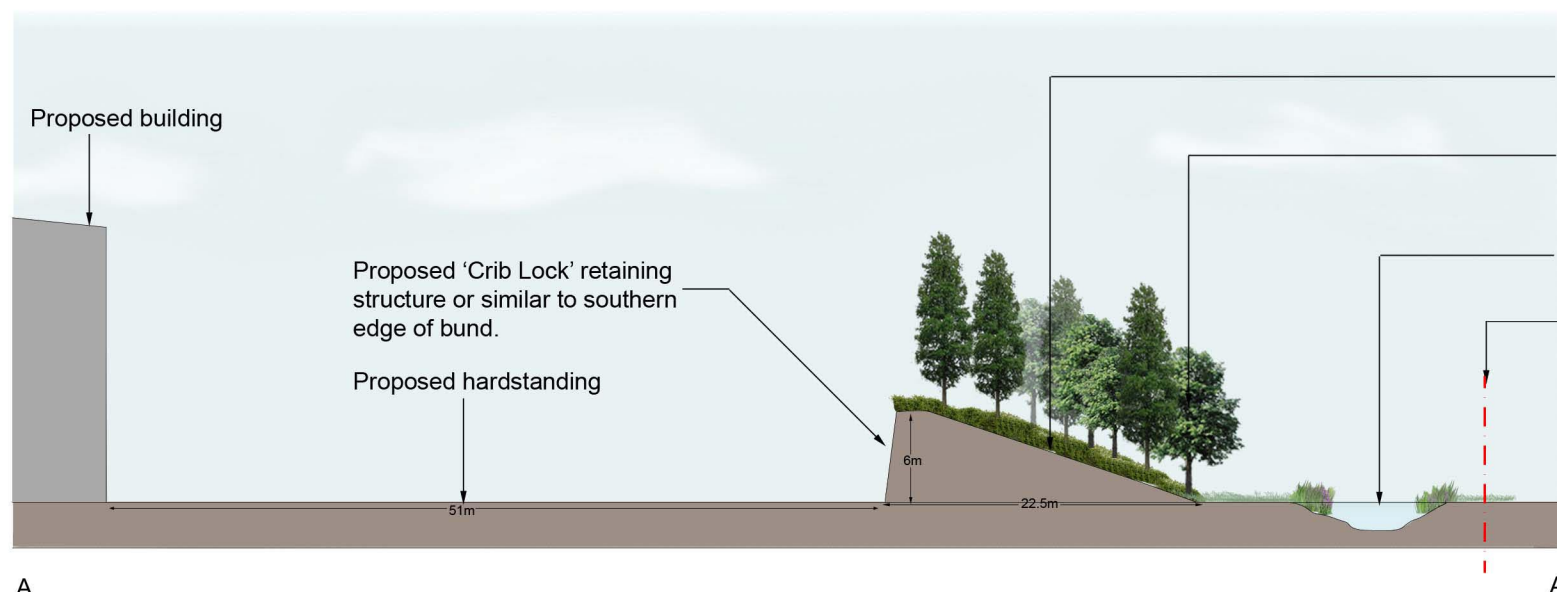 Proposed building
Proposed ‘Crib Lock’ retaining
structure or similar to southern
edge of bund.
Proposed hardstanding
6m
51m
22.5m
A
A